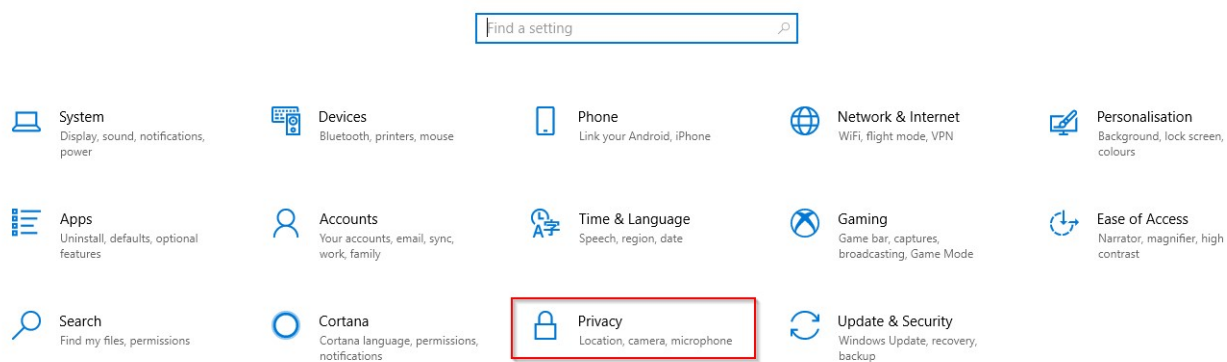 Find a setting
System
Display, sound, notifications,
power
Devices
Bluetooth, printers, mouse
Phone
Link your Android, iPhone
Network & Internet
WiFi, flight mode, VPN
Personalisation
Background, lock screen,
colours
Apps
Uninstall, defaults, optional
features
Accounts
Your accounts, email, sync,
work, family
Time & Language
Speech, region, date
Gaming
Game bar, captures,
broadcasting, Game Mode
Ease of Access
Narrator, magnifier, high
contrast
Search
Find my files, permissions
Cortana
Cortana language, permissions,
notifications
Privacy
Location, camera, microphone
Update & Security
Windows Update, recovery,
backup